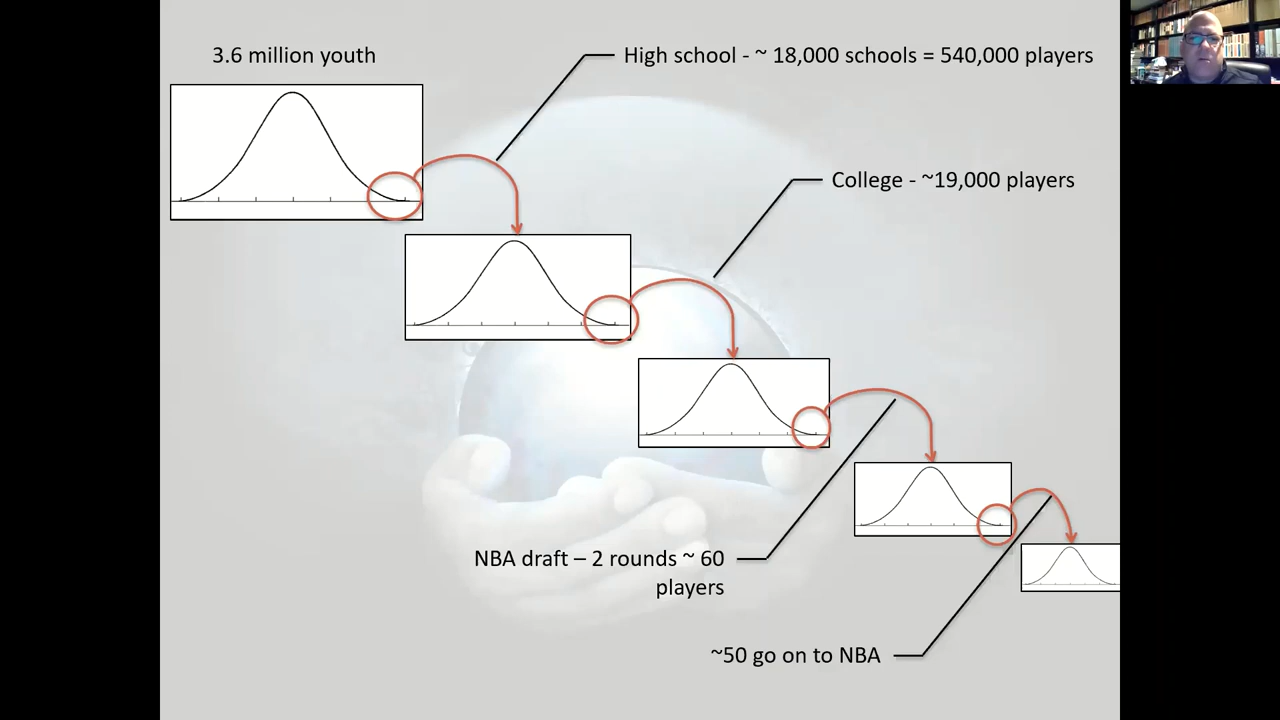 3.6 million youth
High school - ~ 18,000 schools = 540,000 players
College - ~19,000 players
NBA draft – 2 rounds ~ 60
players
~50 go on to NBA